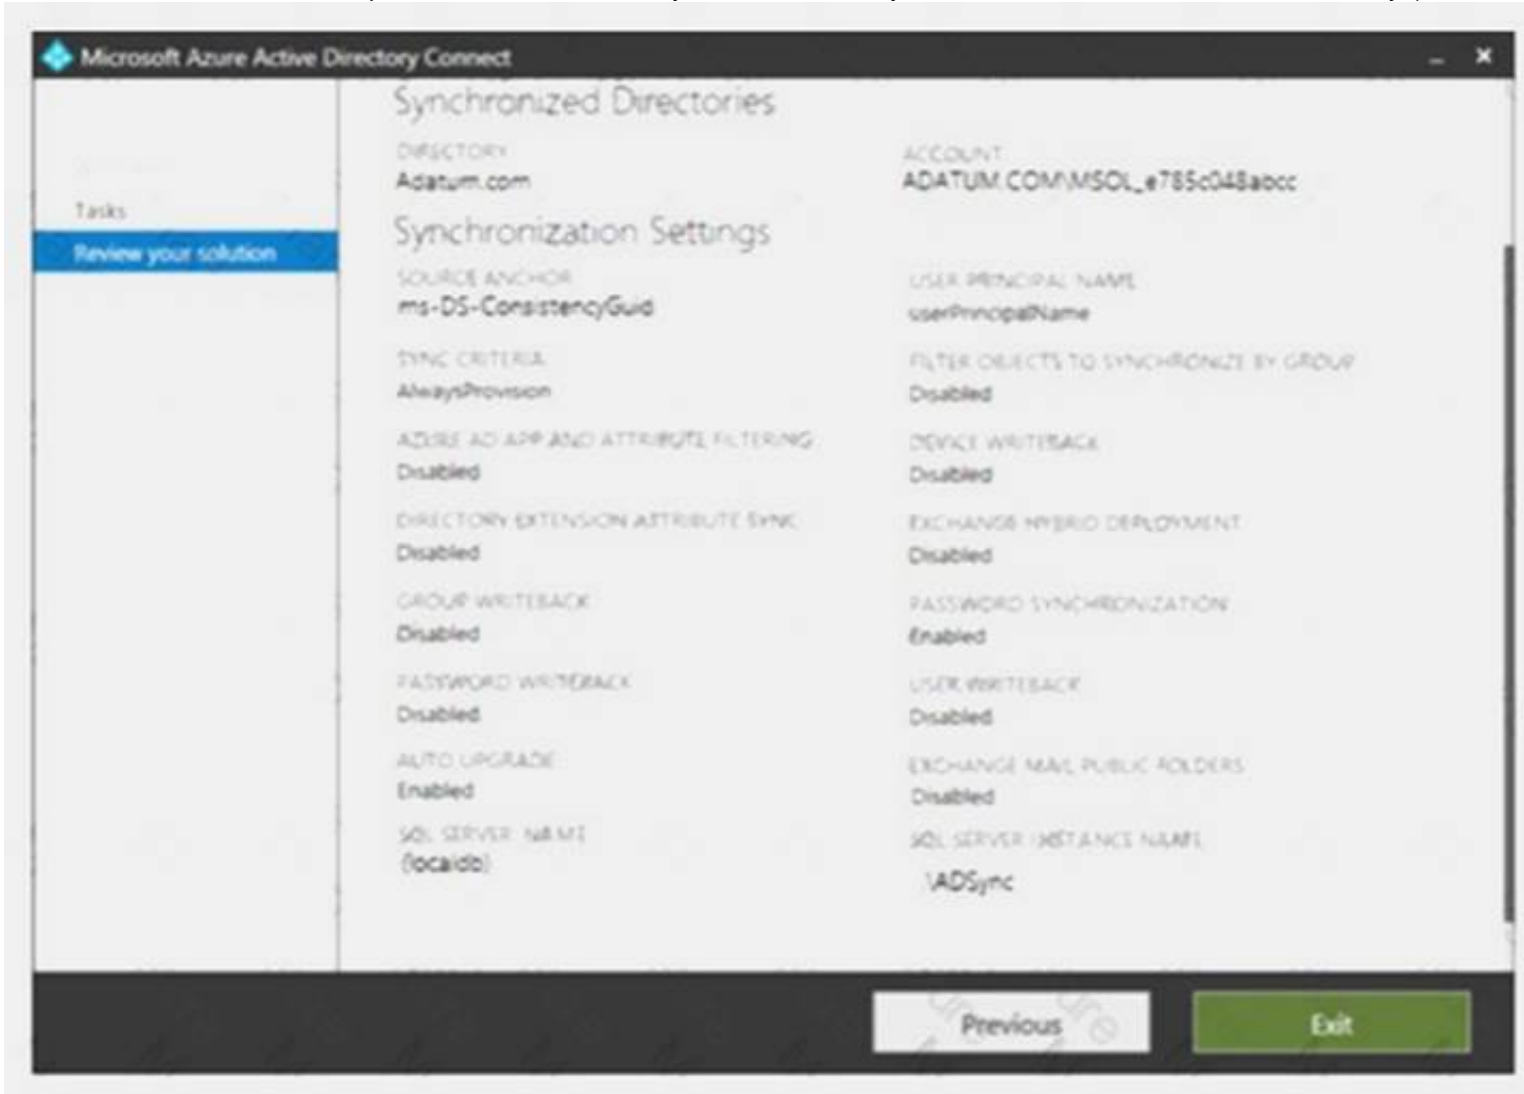 Microsoft Azure Active Directory Connect
Synchronized Directories
DIRECTORY
ACCOUNT
Adatum.com
ADATUM.COM\MSOL_e785c048abcc
Tasks
Synchronization Settings
Review your solution
SOURCE ANCHOR
USER PRINCIPAL NAME
ms-DS-ConsistencyGuid
userPrincipalName
SYNC CRITERIA
FILTER OBJECTS TO SYNCHRONIZE BY GROUP
AlwaysProvision
Disabled
AZURE AD APP AND ATTRIBUTE FILTERING
DEVICE WRITEBACK
Disabled
Disabled
DIRECTORY EXTENSION ATTRIBUTE SYNC
EXCHANGE HYBRID DEPLOYMENT
Disabled
Disabled
GROUP WRITEBACK
PASSWORD SYNCHRONIZATION
Disabled
Enabled
PASSWORD WRITEBACK
USER WRITEBACK
Disabled
Disabled
AUTO UPGRADE
EXCHANGE MAIL PUBLIC FOLDERS
Enabled
Disabled
SQL SERVER NAME
SQL SERVER INSTANCE NAME
(localdb)
.\ADSync
Previous
Exit